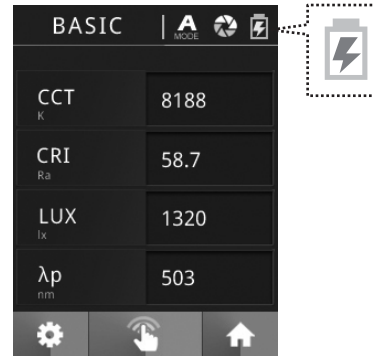 BASIC A
MODE
CCT 8188
K
CRI 58.7
Ra
LUX 1320
lx
λp 503
nm